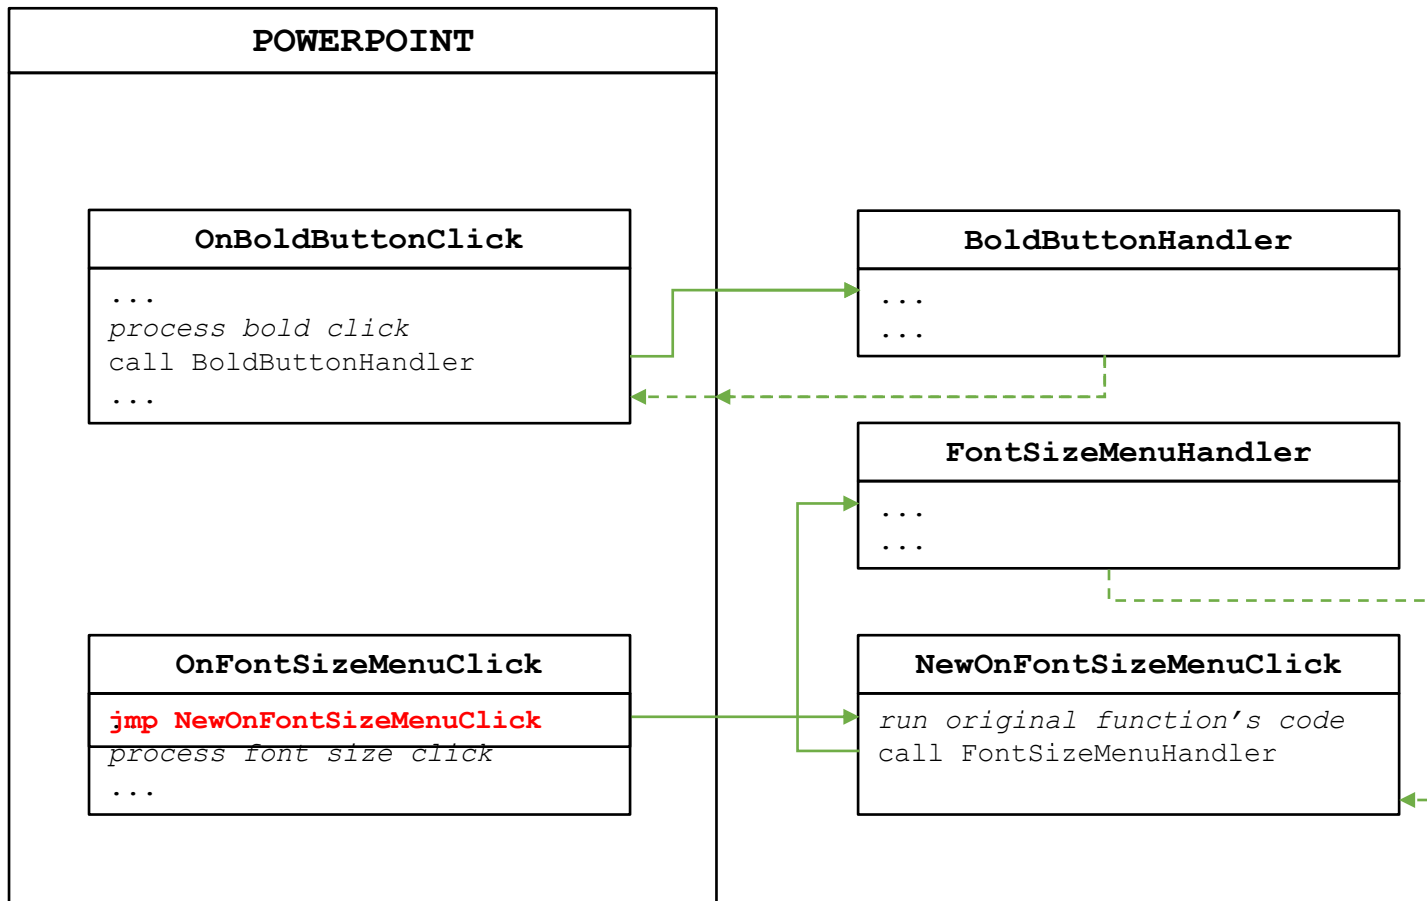 POWERPOINT
OnBoldButtonClick
...
process bold click
call BoldButtonHandler
...
BoldButtonHandler
...
...
FontSizeMenuHandler
...
...
OnFontSizeMenuClick
jmp NewOnFontSizeMenuClick
process font size click
...
NewOnFontSizeMenuClick
run original function’s code
call FontSizeMenuHandler